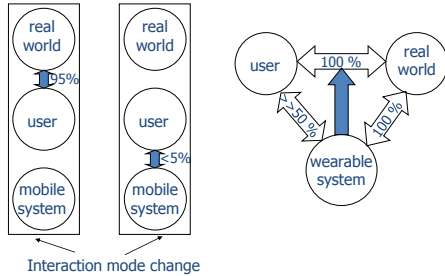 real
world
95%
user
mobile
system
real
world
user
<5%
mobile
system
Interaction mode change
user
100 %
real
world
>>50 %
100 %
wearable
system